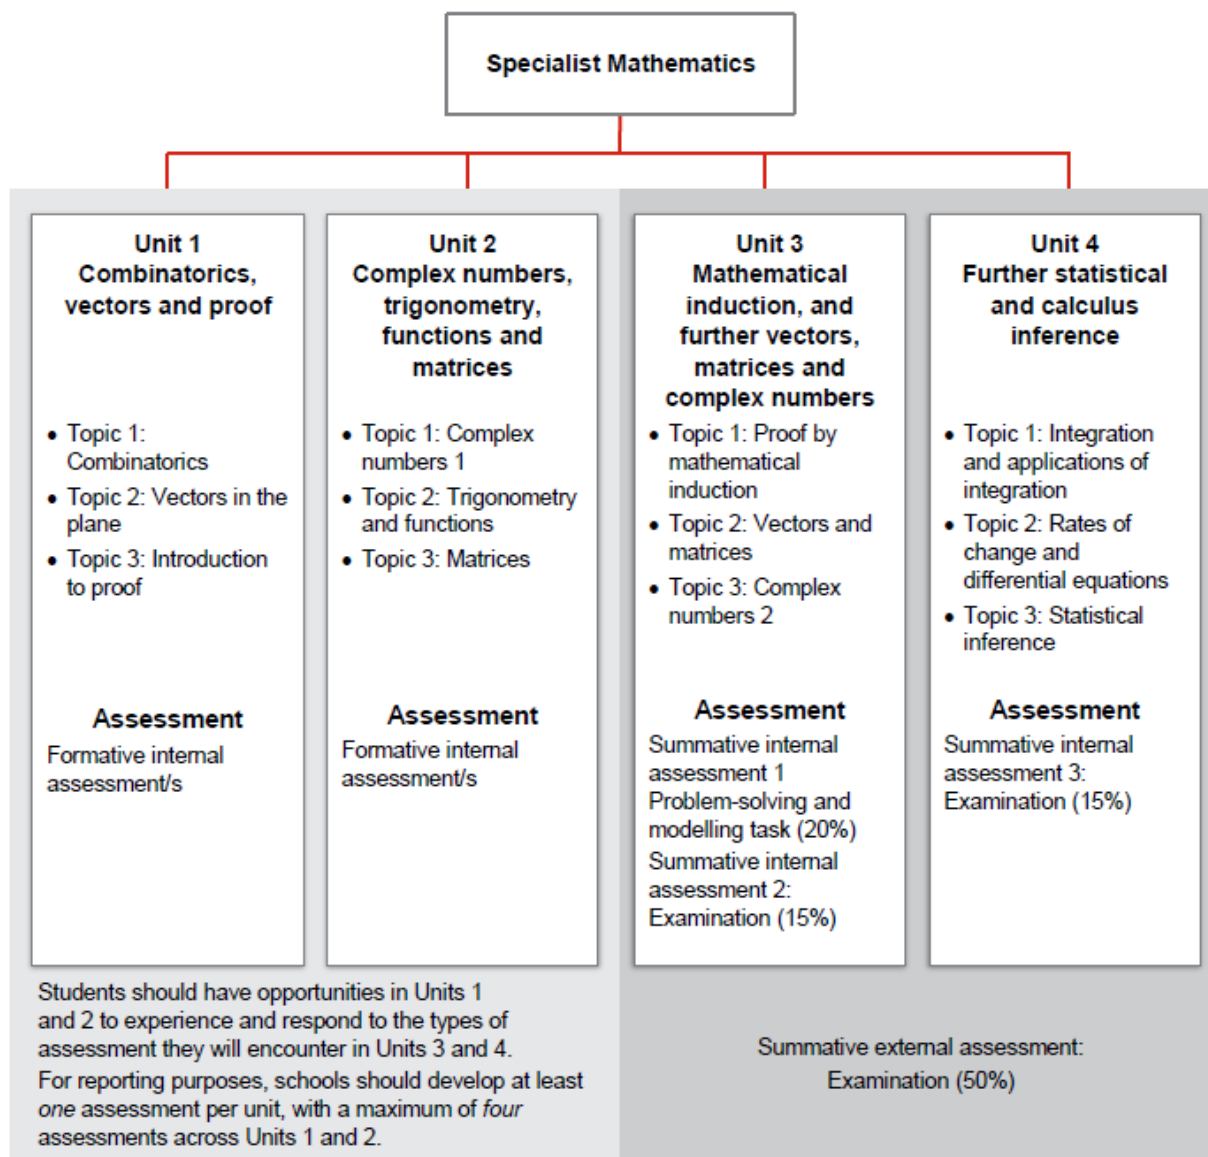 Specialist Mathematics
Unit 1
Combinatorics,
vectors and proof
• Topic 1:
Combinatorics
• Topic 2: Vectors in the
plane
• Topic 3: Introduction
to proof
Assessment
Formative internal
assessment/s
Unit 2
Complex numbers,
trigonometry,
functions and
matrices
• Topic 1: Complex
numbers 1
• Topic 2: Trigonometry
and functions
• Topic 3: Matrices
Assessment
Formative internal
assessment/s
Unit 3
Mathematical
induction, and
further vectors,
matrices and
complex numbers
• Topic 1: Proof by
mathematical
induction
• Topic 2: Vectors and
matrices
• Topic 3: Complex
numbers 2
Assessment
Summative internal
assessment 1
Problem-solving and
modelling task (20%)
Summative internal
assessment 2:
Examination (15%)
Unit 4
Further statistical
and calculus
inference
• Topic 1: Integration
and applications of
integration
• Topic 2: Rates of
change and
differential equations
• Topic 3: Statistical
inference
Assessment
Summative internal
assessment 3:
Examination (15%)
Students should have opportunities in Units 1
and 2 to experience and respond to the types of
assessment they will encounter in Units 3 and 4.
For reporting purposes, schools should develop at least
one assessment per unit, with a maximum of four
assessments across Units 1 and 2.
Summative external assessment:
Examination (50%)